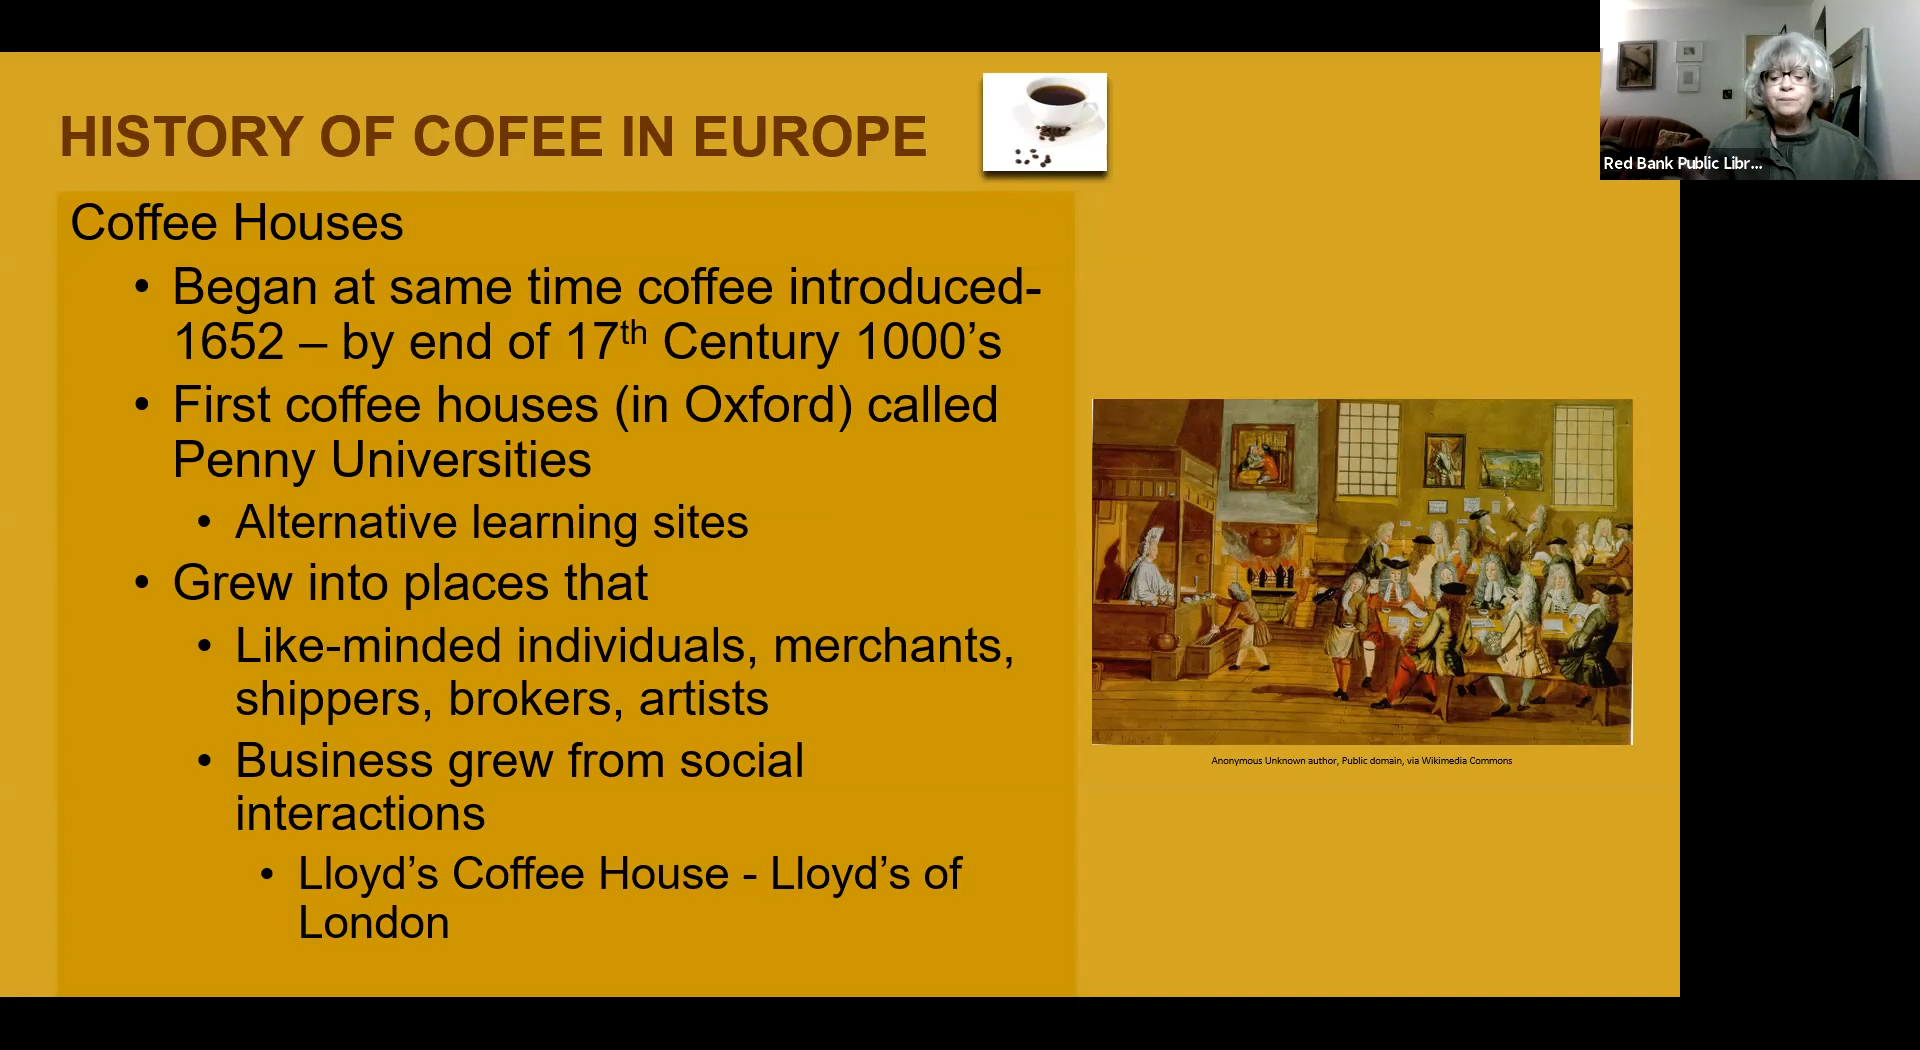 HISTORY OF COFEE IN EUROPE
Coffee Houses
• Began at same time coffee introduced-
1652 – by end of 17th Century 1000’s
• First coffee houses (in Oxford) called
Penny Universities
• Alternative learning sites
• Grew into places that
• Like-minded individuals, merchants,
shippers, brokers, artists
• Business grew from social
interactions
• Lloyd’s Coffee House - Lloyd’s of
London
Anonymous Unknown author, Public domain, via Wikimedia Commons
Red Bank Public Libr...